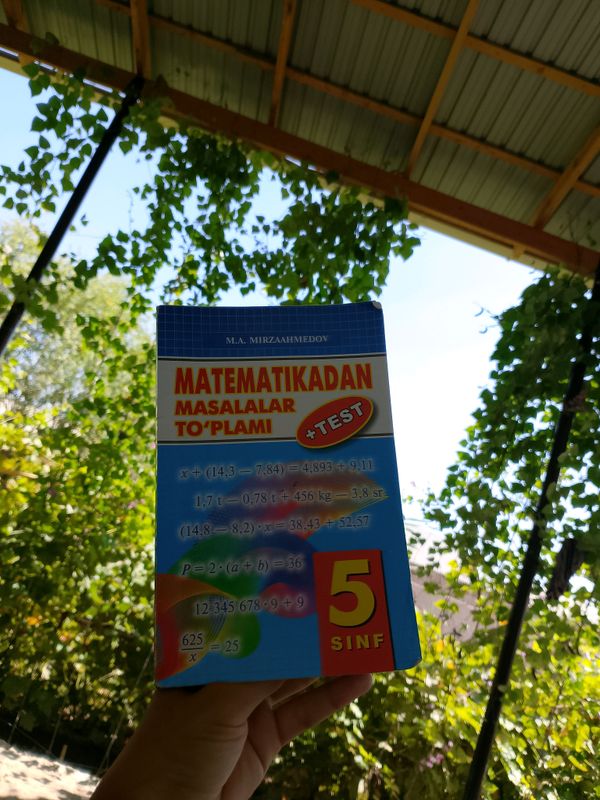 M.A. MIRZAAHMEDOV
MATEMATIKADAN
MASALALAR
TO‘PLAMI
+TEST
x + (14,3 — 7,84) = 4,893 + 9,11
1,7 t — 0,78 t + 456 kg — 3,8 sr
(14,8 — 8,2) · x = 38,43 + 52,57
P = 2 · (a + b) = 36
12 345 678 · 9 + 9
625
x
= 25
5
SINF